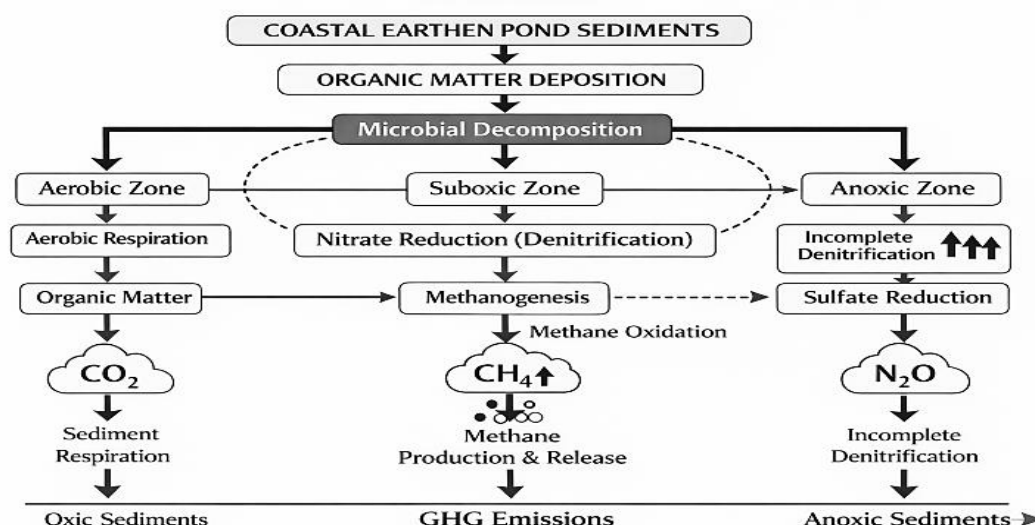 COASTAL EARTHEN POND SEDIMENTS
ORGANIC MATTER DEPOSITION
Microbial Decomposition
Aerobic Zone
Suboxic Zone
Anoxic Zone
Aerobic Respiration
Nitrate Reduction (Denitrification)
Incomplete
Denitrification
Organic Matter
Methanogenesis
Sulfate Reduction
Methane Oxidation
CO₂
CH₄
N₂O
Sediment
Respiration
Methane
Production & Release
Incomplete
Denitrification
Oxic Sediments
GHG Emissions
Anoxic Sediments